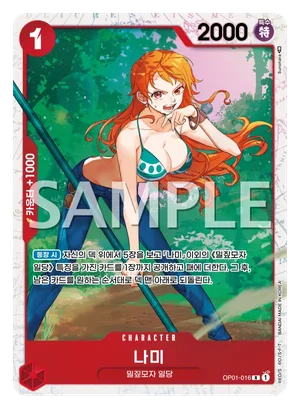 1
2000
특수
特
카운터 +1000
SAMPLE
등장 시 자신의 덱 위에서 5장을 보고 「나미」 이외의 《밀짚모자
일당》 특징을 가진 카드를 1장까지 공개하고 패에 더한다. 그 후,
남은 카드를 원하는 순서대로 덱 맨 아래로 되돌린다.
CHARACTER
나미
밀짚모자 일당
OP01-016 R 1